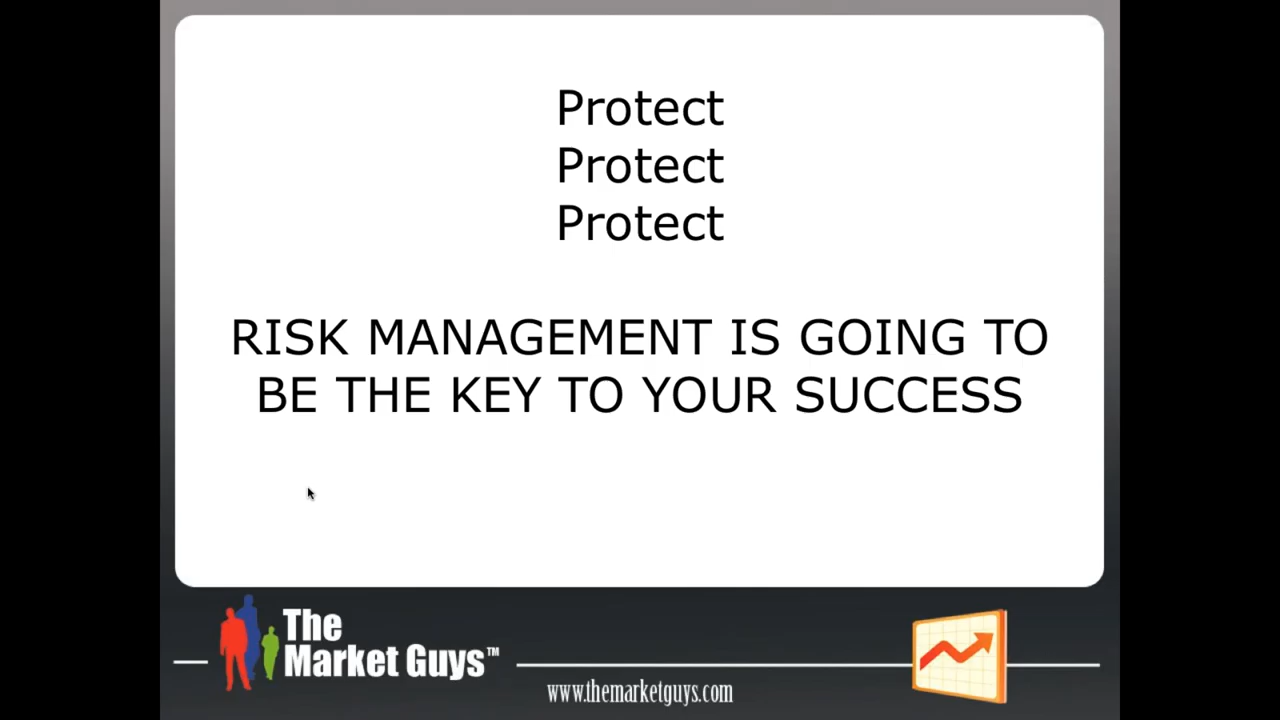 Protect
Protect
Protect
RISK MANAGEMENT IS GOING TO
BE THE KEY TO YOUR SUCCESS
The
Market Guys™
www.themarketguys.com